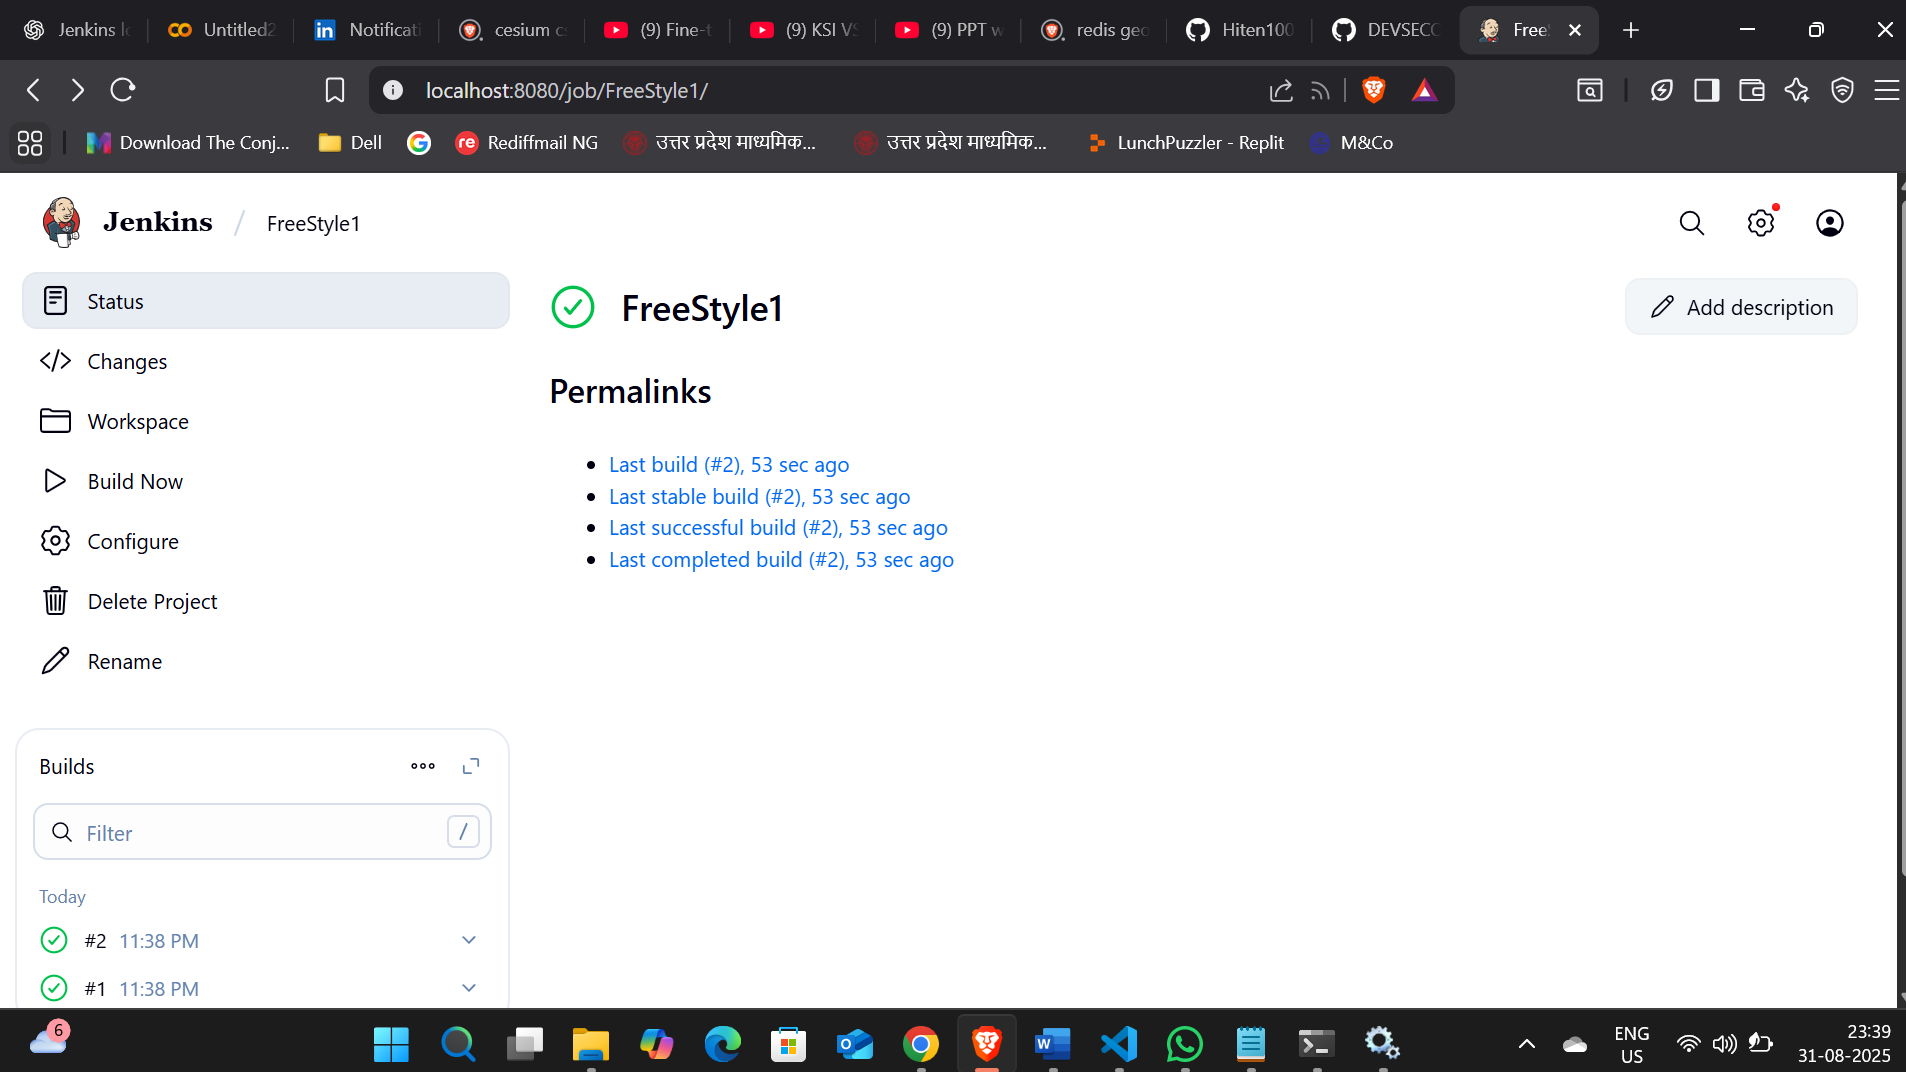 Jenkins lo
Untitled2
Notificati
cesium cs
(9) Fine-t
(9) KSI VS
(9) PPT w
redis geo
Hiten100
DEVSECO
Free
localhost:8080/job/FreeStyle1/
Download The Conj...
Dell
Rediffmail NG
उत्तर प्रदेश माध्यमिक...
उत्तर प्रदेश माध्यमिक...
LunchPuzzler - Replit
M&Co
Jenkins / FreeStyle1
Status
FreeStyle1
Add description
Changes
Workspace
Build Now
Configure
Delete Project
Rename
Permalinks
Last build (#2), 53 sec ago
Last stable build (#2), 53 sec ago
Last successful build (#2), 53 sec ago
Last completed build (#2), 53 sec ago
Builds
Filter /
Today
#2 11:38 PM
#1 11:38 PM
6
ENG
US
23:39
31-08-2025